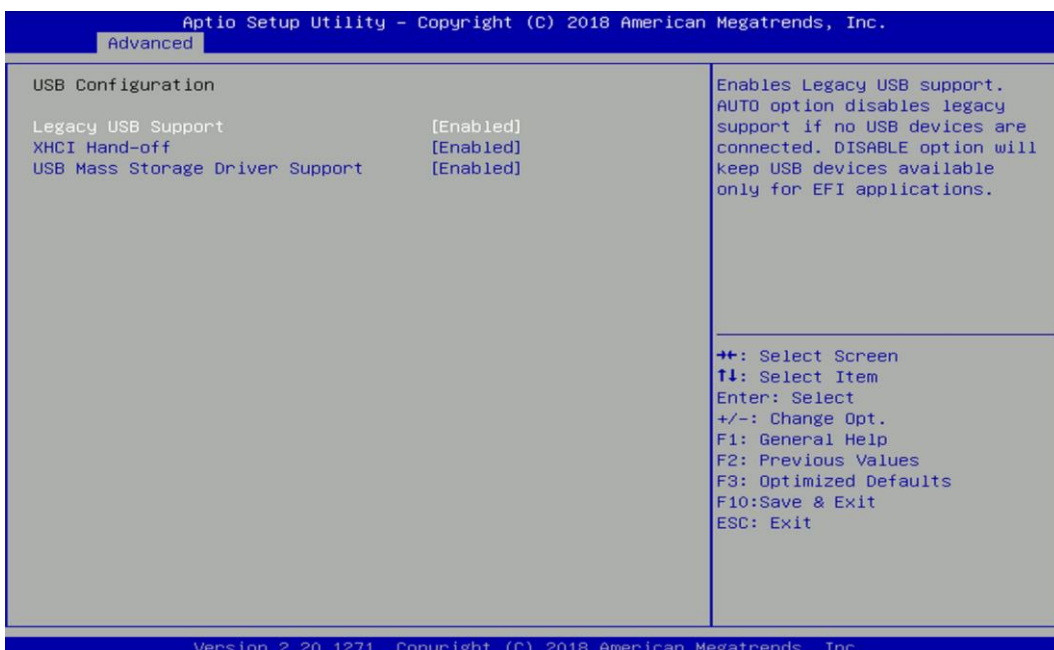 Aptio Setup Utility – Copyright (C) 2018 American Megatrends, Inc.
Advanced
USB Configuration
Legacy USB Support [Enabled]
XHCI Hand-off [Enabled]
USB Mass Storage Driver Support [Enabled]
Enables Legacy USB support.
AUTO option disables legacy
support if no USB devices are
connected. DISABLE option will
keep USB devices available
only for EFI applications.
→←: Select Screen
↑↓: Select Item
Enter: Select
+/-: Change Opt.
F1: General Help
F2: Previous Values
F3: Optimized Defaults
F10:Save & Exit
ESC: Exit
Version 2.20.1271. Copyright (C) 2018 American Megatrends, Inc.